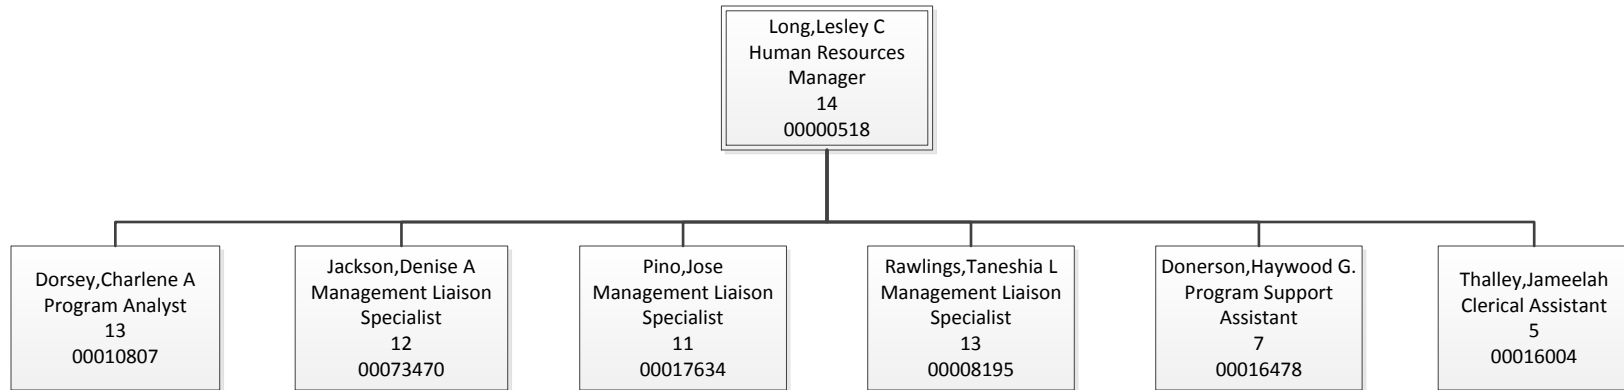 Long,Lesley C
Human Resources
Manager
14
00000518
Dorsey,Charlene A
Program Analyst
13
00010807
Jackson,Denise A
Management Liaison
Specialist
12
00073470
Pino,Jose
Management Liaison
Specialist
11
00017634
Rawlings,Taneshia L
Management Liaison
Specialist
13
00008195
Donerson,Haywood G.
Program Support
Assistant
7
00016478
Thalley,Jameelah
Clerical Assistant
5
00016004